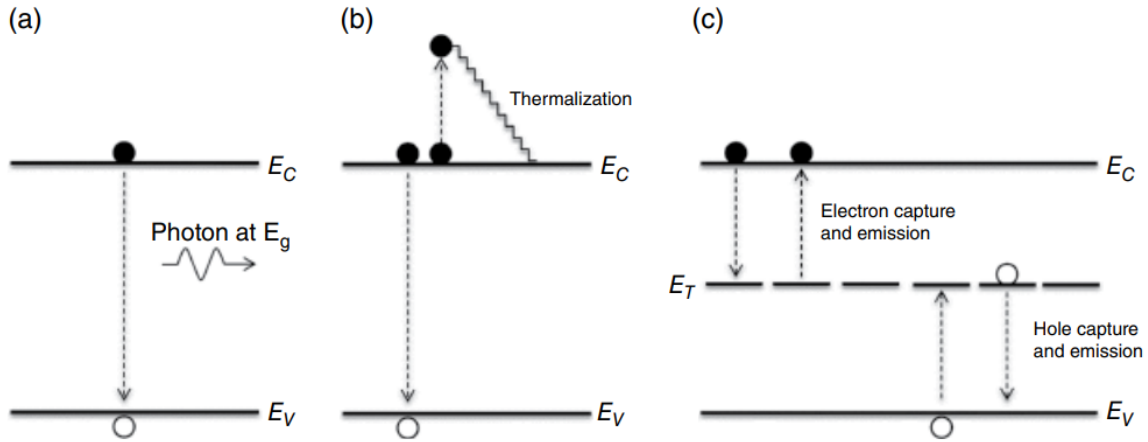 (a)
(b)
(c)
Thermalization
E_C
E_C
E_C
Photon at E_g
Electron capture
and emission
E_T
Hole capture
and emission
E_V
E_V
E_V